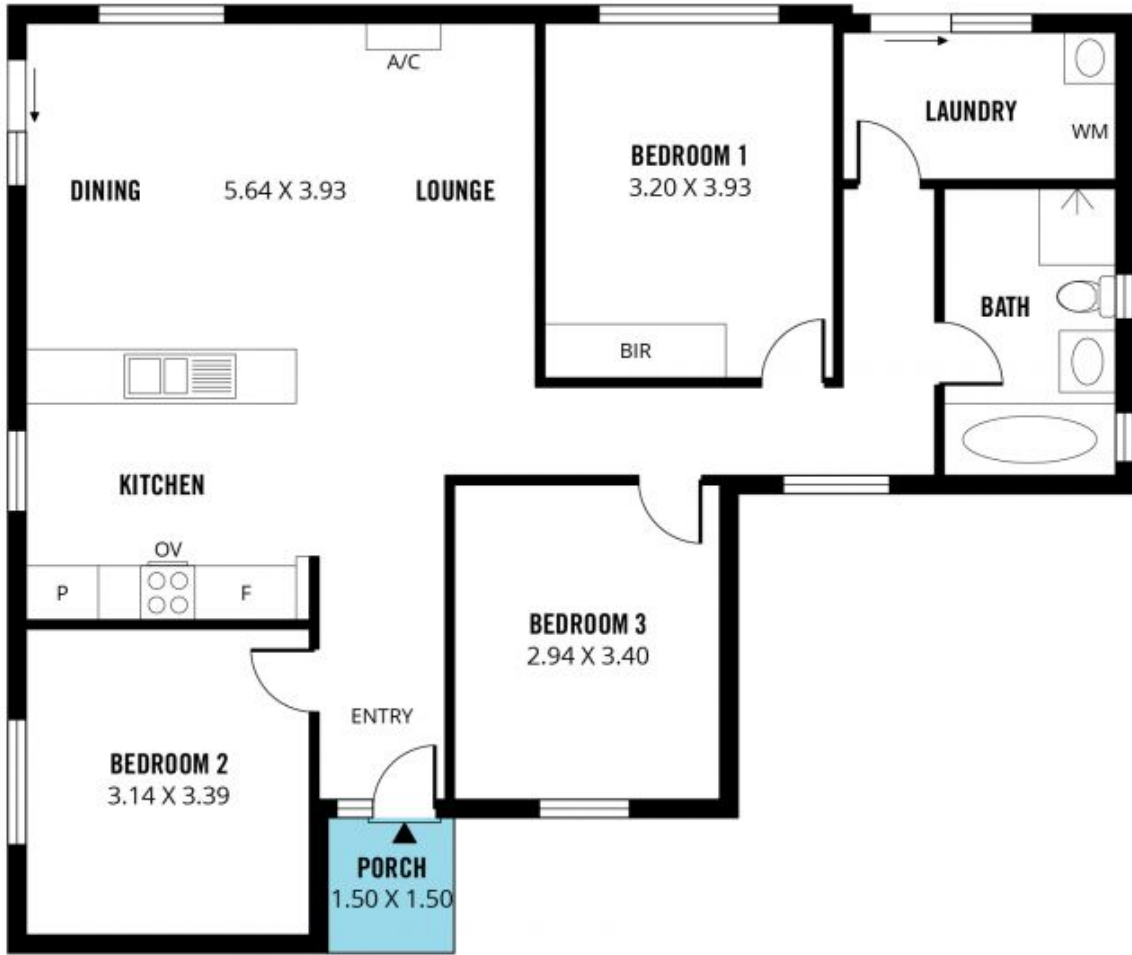 A/C
LAUNDRY
WM
BEDROOM 1
3.20 X 3.93
DINING
5.64 X 3.93
LOUNGE
BATH
BIR
KITCHEN
OV
P
F
BEDROOM 3
2.94 X 3.40
ENTRY
BEDROOM 2
3.14 X 3.39
PORCH
1.50 X 1.50